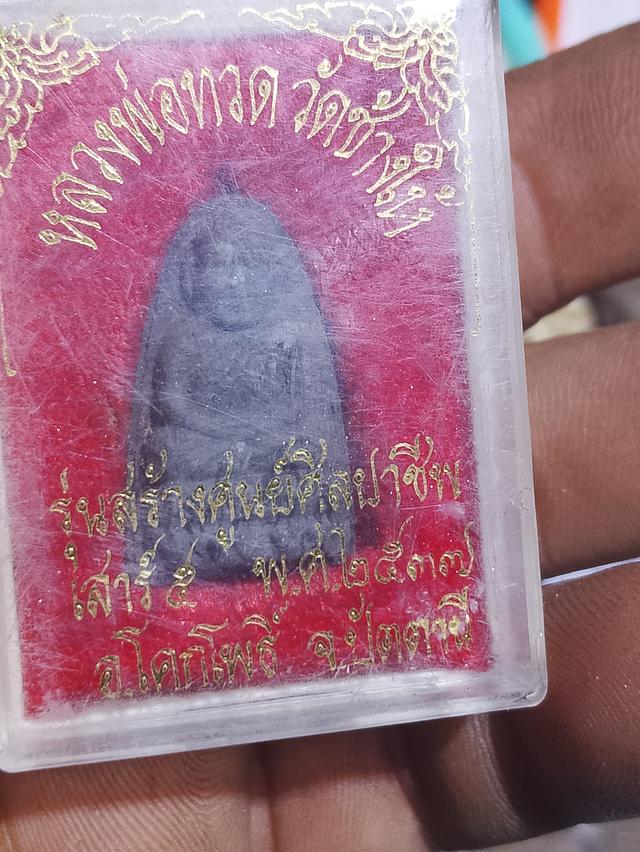 หลวงพ่อทวด วัดช้างให้
รุ่นสร้างศูนย์ศิลปาชีพ
เสาร์ ๕ พ.ศ.๒๕๓๗
อ.โคกโพธิ์ จ.ปัตตานี